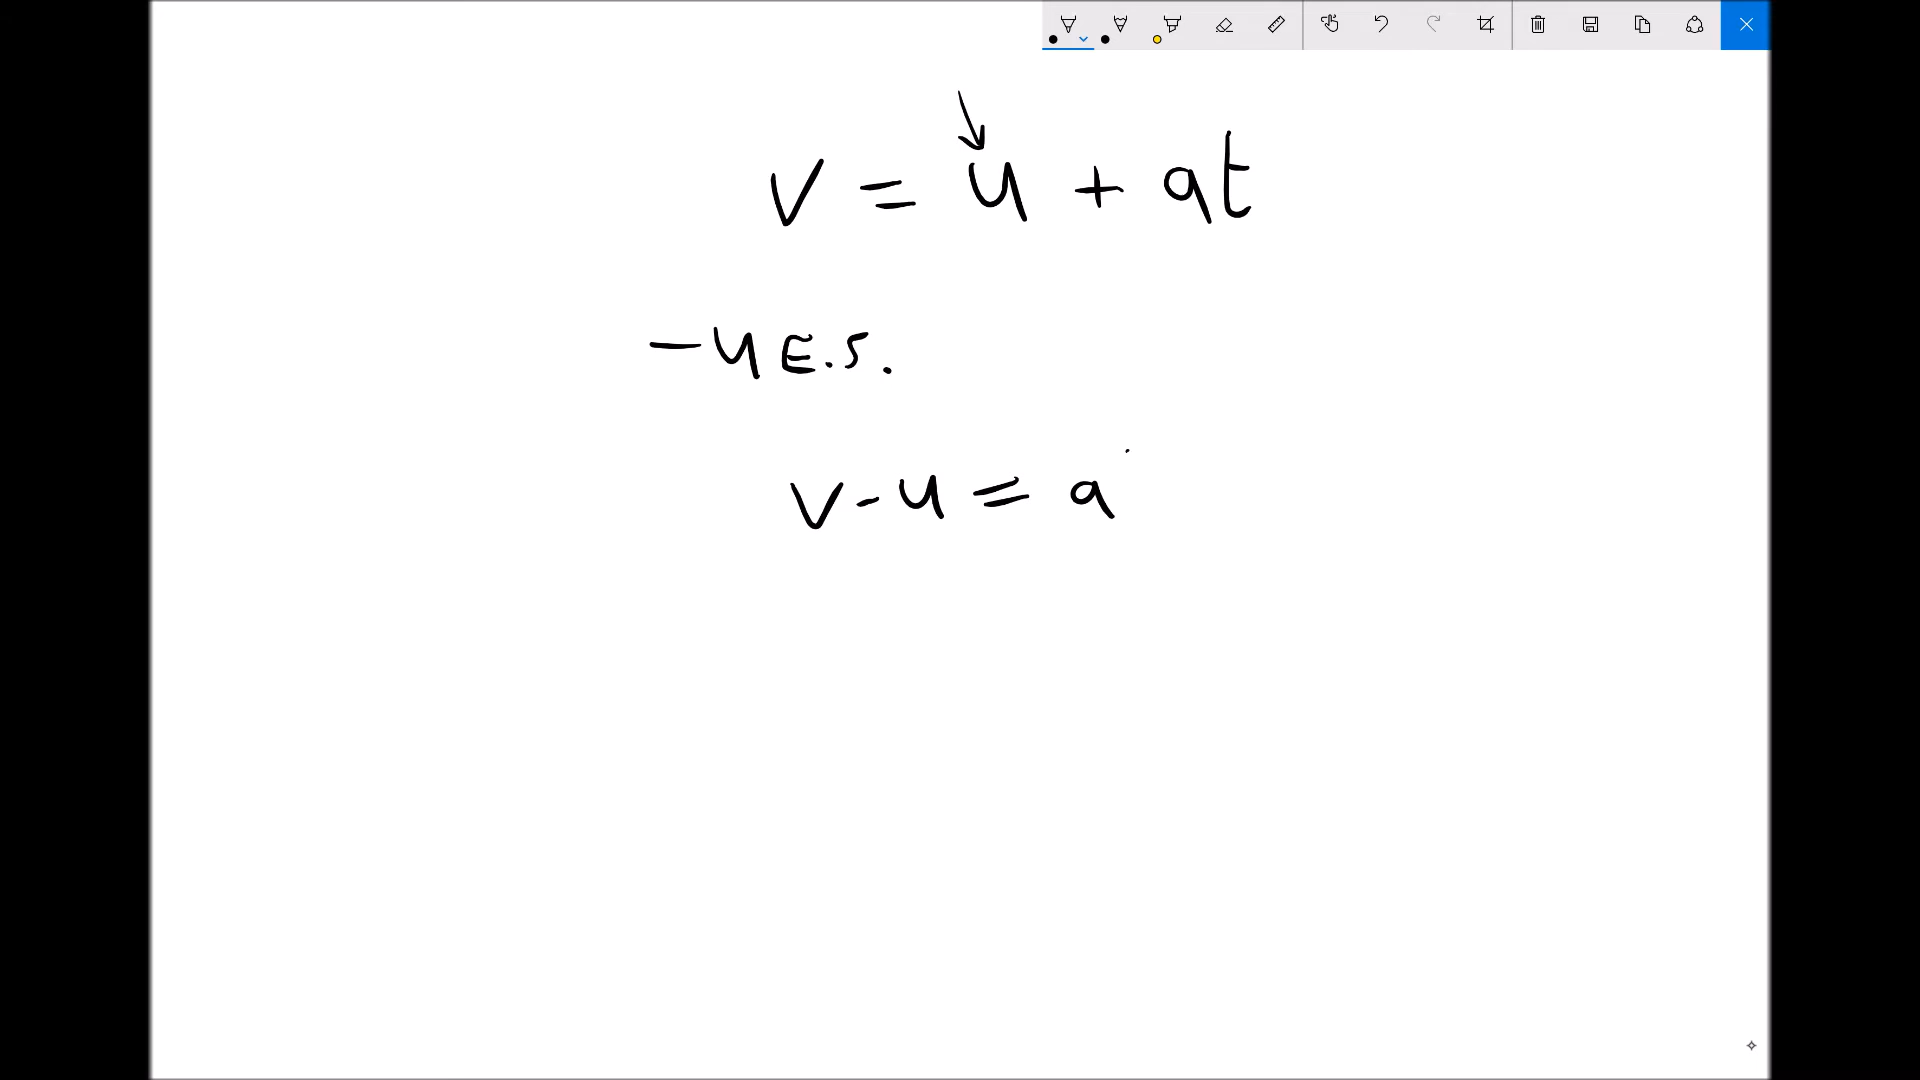 v = u + at
-u E.S.
v - u = a